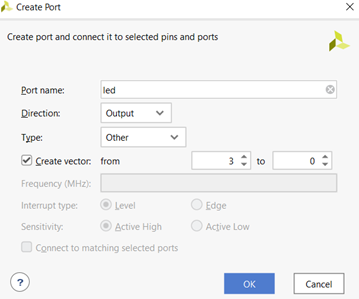 Create Port
Create port and connect it to selected pins and ports
Port name: led
Direction: Output
Type: Other
Create vector: from 3 to 0
Frequency (MHz):
Interrupt type: Level Edge
Sensitivity: Active High Active Low
Connect to matching selected ports
? OK Cancel